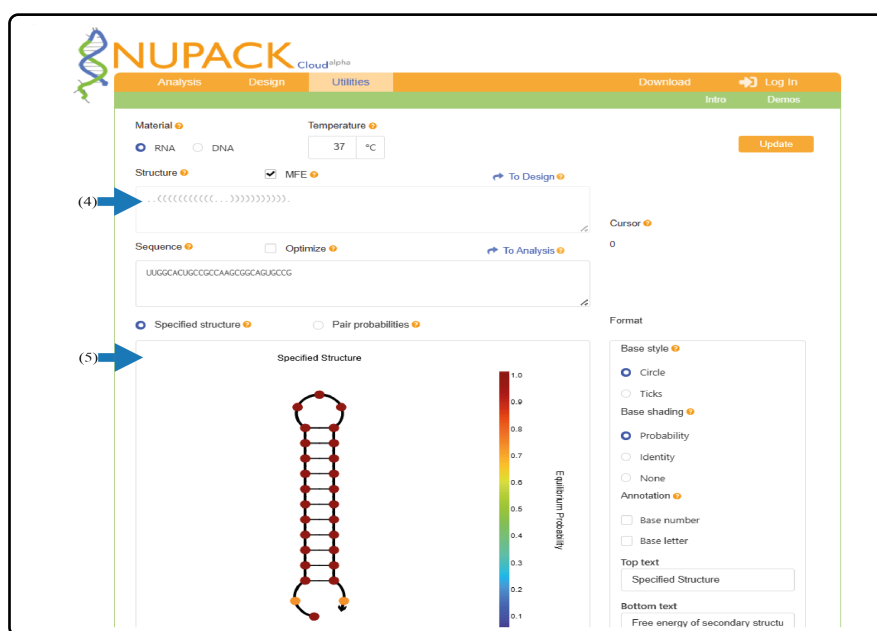 NUPACK Cloud alpha
Analysis Design Utilities Download Log In
Intro Demos
Material Temperature
RNA DNA 37 °C Update
Structure MFE To Design
(4) ..(((((((((((...))))))))))).
Cursor
Sequence Optimize To Analysis 0
UUGGCACUGCCGCCAAGCGGCAGUGCCG
Specified structure Pair probabilities Format
(5) Specified Structure Base style
1.0 Circle
0.9 Ticks
Base shading
0.8 Probability
0.7 Identity
0.6 None
Equilibrium Probability Annotation
0.5 Base number
0.4 Base letter
0.3 Top text
Specified Structure
0.2 Bottom text
0.1 Free energy of secondary structu